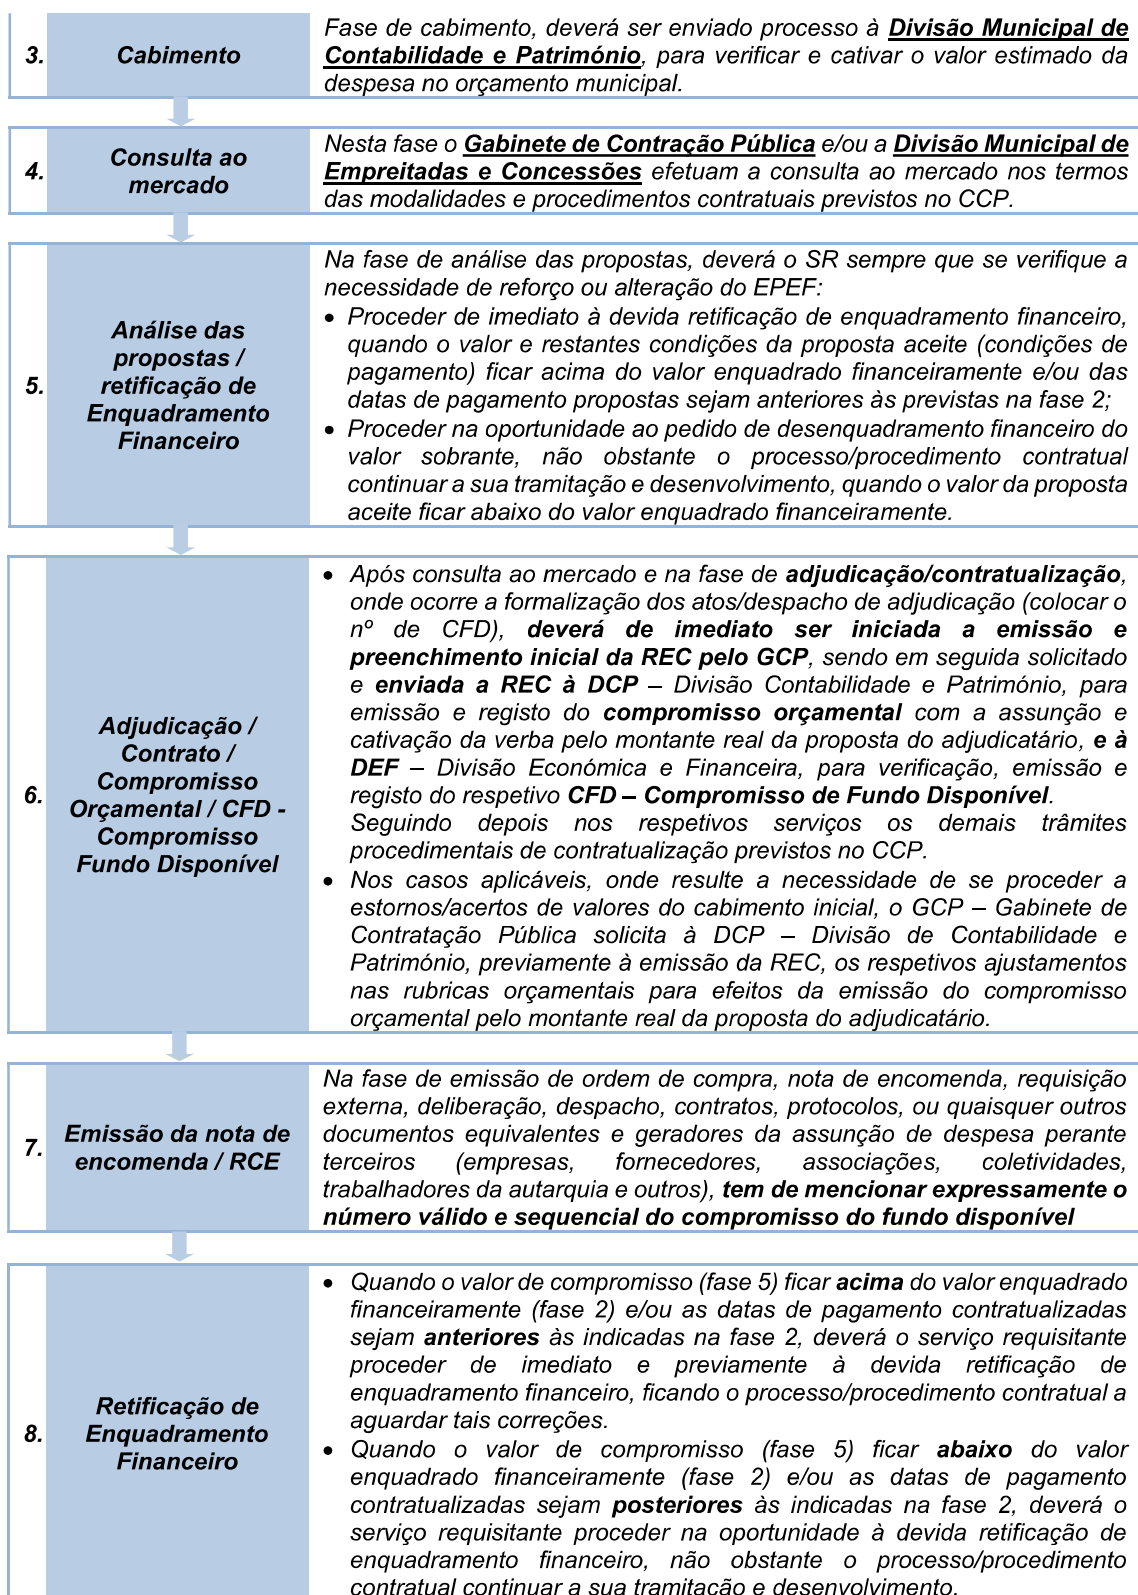 3.
Cabimento
Fase de cabimento, deverá ser enviado processo à Divisão Municipal de
Contabilidade e Património, para verificar e cativar o valor estimado da
despesa no orçamento municipal.
4.
Consulta ao
mercado
Nesta fase o Gabinete de Contração Pública e/ou a Divisão Municipal de
Empreitadas e Concessões efetuam a consulta ao mercado nos termos
das modalidades e procedimentos contratuais previstos no CCP.
5.
Análise das
propostas /
retificação de
Enquadramento
Financeiro
Na fase de análise das propostas, deverá o SR sempre que se verifique a
necessidade de reforço ou alteração do EPEF:
• Proceder de imediato à devida retificação de enquadramento financeiro,
quando o valor e restantes condições da proposta aceite (condições de
pagamento) ficar acima do valor enquadrado financeiramente e/ou das
datas de pagamento propostas sejam anteriores às previstas na fase 2;
• Proceder na oportunidade ao pedido de desenquadramento financeiro do
valor sobrante, não obstante o processo/procedimento contratual
continuar a sua tramitação e desenvolvimento, quando o valor da proposta
aceite ficar abaixo do valor enquadrado financeiramente.
6.
Adjudicação /
Contrato /
Compromisso
Orçamental / CFD -
Compromisso
Fundo Disponível
• Após consulta ao mercado e na fase de adjudicação/contratualização,
onde ocorre a formalização dos atos/despacho de adjudicação (colocar o
nº de CFD), deverá de imediato ser iniciada a emissão e
preenchimento inicial da REC pelo GCP, sendo em seguida solicitado
e enviada a REC à DCP – Divisão Contabilidade e Património, para
emissão e registo do compromisso orçamental com a assunção e
cativação da verba pelo montante real da proposta do adjudicatário, e à
DEF – Divisão Económica e Financeira, para verificação, emissão e
registo do respetivo CFD – Compromisso de Fundo Disponível.
Seguindo depois nos respetivos serviços os demais trâmites
procedimentais de contratualização previstos no CCP.
• Nos casos aplicáveis, onde resulte a necessidade de se proceder a
estornos/acertos de valores do cabimento inicial, o GCP – Gabinete de
Contratação Pública solicita à DCP – Divisão de Contabilidade e
Património, previamente à emissão da REC, os respetivos ajustamentos
nas rubricas orçamentais para efeitos da emissão do compromisso
orçamental pelo montante real da proposta do adjudicatário.
7.
Emissão da nota de
encomenda / RCE
Na fase de emissão de ordem de compra, nota de encomenda, requisição
externa, deliberação, despacho, contratos, protocolos, ou quaisquer outros
documentos equivalentes e geradores da assunção de despesa perante
terceiros (empresas, fornecedores, associações, coletividades,
trabalhadores da autarquia e outros), tem de mencionar expressamente o
número válido e sequencial do compromisso do fundo disponível
8.
Retificação de
Enquadramento
Financeiro
• Quando o valor de compromisso (fase 5) ficar acima do valor enquadrado
financeiramente (fase 2) e/ou as datas de pagamento contratualizadas
sejam anteriores às indicadas na fase 2, deverá o serviço requisitante
proceder de imediato e previamente à devida retificação de
enquadramento financeiro, ficando o processo/procedimento contratual a
aguardar tais correções.
• Quando o valor de compromisso (fase 5) ficar abaixo do valor
enquadrado financeiramente (fase 2) e/ou as datas de pagamento
contratualizadas sejam posteriores às indicadas na fase 2, deverá o
serviço requisitante proceder na oportunidade à devida retificação de
enquadramento financeiro, não obstante o processo/procedimento
contratual continuar a sua tramitação e desenvolvimento.